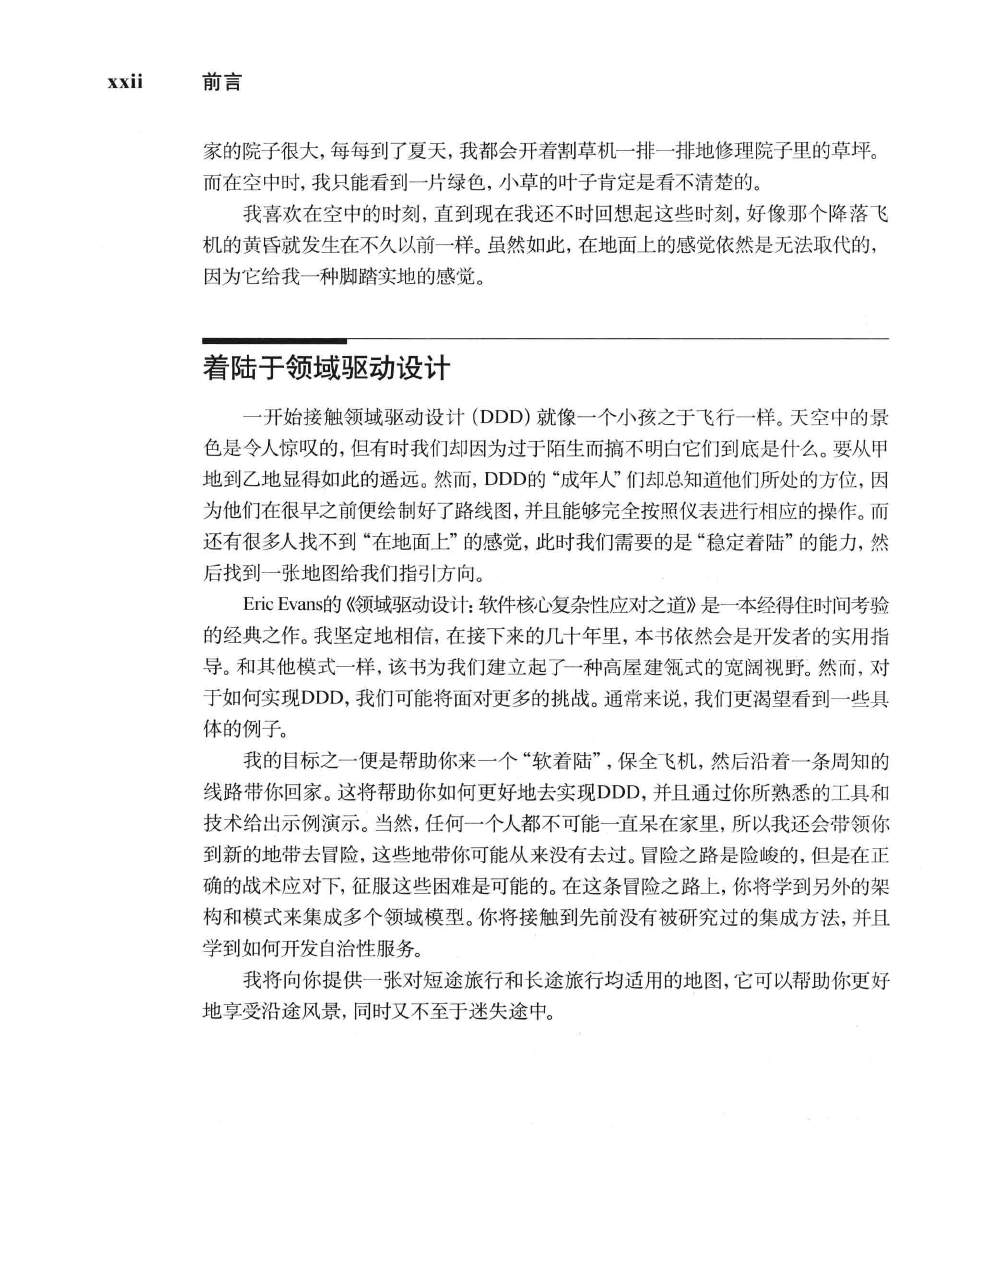 xxii 前言
家的院子很大，每每到了夏天，我都会开着割草机一排一排地修理院子里的草坪。
而在空中时，我只能看到一片绿色，小草的叶子肯定是看不清楚的。
我喜欢在空中的时刻，直到现在我还不时回想起这些时刻，好像那个降落飞
机的黄昏就发生在不久以前一样。虽然如此，在地面上的感觉依然是无法取代的，
因为它给我一种脚踏实地的感觉。
着陆于领域驱动设计
一开始接触领域驱动设计（DDD）就像一个小孩之于飞行一样。天空中的景
色是令人惊叹的，但有时我们却因为过于陌生而搞不明白它们到底是什么。要从甲
地到乙地显得如此的遥远。然而，DDD的“成年人”们却总知道他们所处的方位，因
为他们在很早之前便绘制好了路线图，并且能够完全按照仪表进行相应的操作。而
还有很多人找不到“在地面上”的感觉，此时我们需要的是“稳定着陆”的能力，然
后找到一张地图给我们指引方向。
Eric Evans的《领域驱动设计：软件核心复杂性应对之道》是一本经得住时间考验
的经典之作。我坚定地相信，在接下来的几十年里，本书依然会是开发者的实用指
导。和其他模式一样，该书为我们建立起了一种高屋建瓴式的宽阔视野。然而，对
于如何实现DDD，我们可能将面对更多的挑战。通常来说，我们更渴望看到一些具
体的例子。
我的目标之一便是帮助你来一个“软着陆”，保全飞机，然后沿着一条周知的
线路带你回家。这将帮助你如何更好地去实现DDD，并且通过你所熟悉的工具和
技术给出示例演示。当然，任何一个人都不可能一直呆在家里，所以我还会带领你
到新的地带去冒险，这些地带你可能从来没有去过。冒险之路是险峻的，但是在正
确的战术应对下，征服这些困难是可能的。在这条冒险之路上，你将学到另外的架
构和模式来集成多个领域模型。你将接触到先前没有被研究过的集成方法，并且
学到如何开发自治性服务。
我将向你提供一张对短途旅行和长途旅行均适用的地图，它可以帮助你更好
地享受沿途风景，同时又不至于迷失途中。